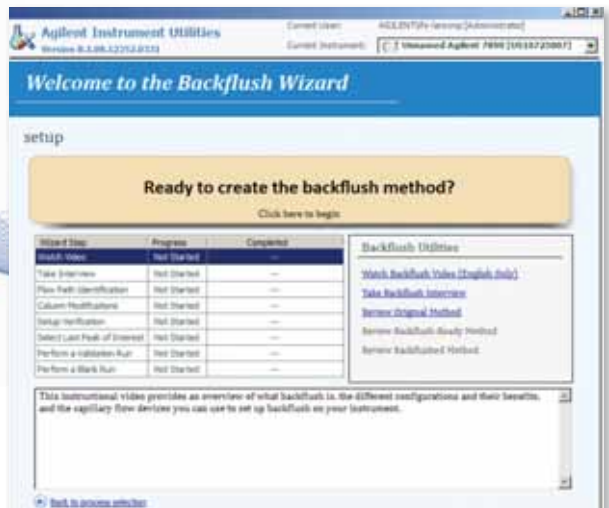 Agilent Instrument Utilities
Current User:
Version
Current Instrument: Unnamed Agilent 7890
Welcome to the Backflush Wizard
setup
Ready to create the backflush method?
Click here to begin
Wizard Step Progress Completed
Watch Video Not Started —
Take Interview Not Started —
Flow Path Identification Not Started —
Column Modifications Not Started —
Setup Verification Not Started —
Select Last Peak of Interest Not Started —
Perform a Validation Run Not Started —
Perform a Blank Run Not Started —
Backflush Utilities
Watch Backflush Video (English Only)
Take Backflush Interview
Review Original Method
Review Backflush Ready Method
Review Backflushed Method
This instructional video provides an overview of what backflush is, the different configurations and their benefits,
and the capillary flow devices you can use to set up backflush on your instrument.
Back to process selection